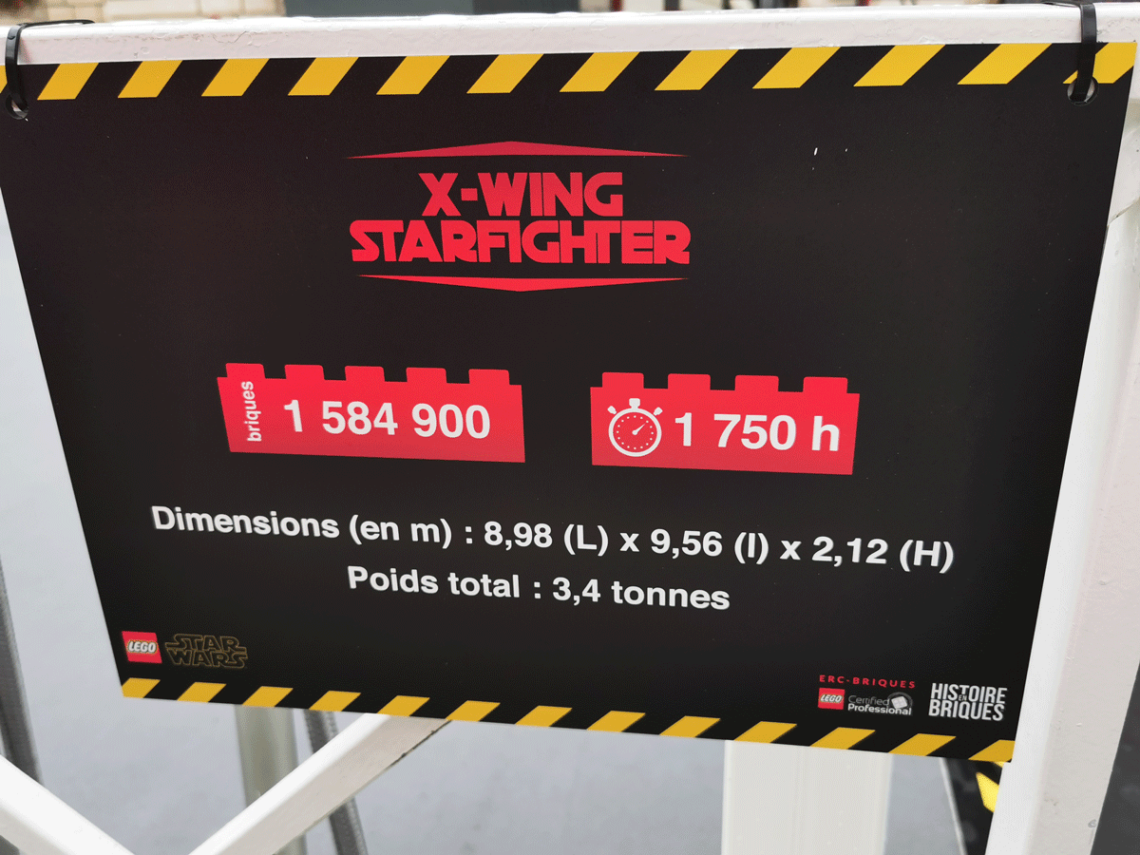 X-WING
STARFIGHTER
briques
1 584 900
1 750 h
Dimensions (en m) : 8,98 (L) x 9,56 (l) x 2,12 (H)
Poids total : 3,4 tonnes
LEGO
STAR
WARS
ERC-BRIQUES
LEGO
Certified
Professional
HISTOIRE
EN
BRIQUES